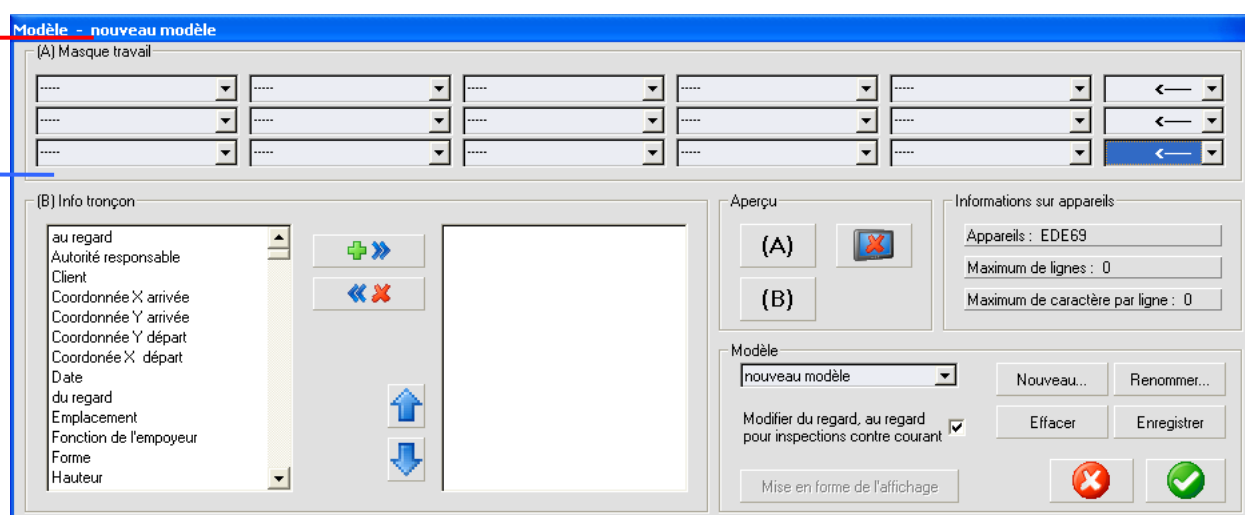 Modèle - nouveau modèle
(A) Masque travail
----- ----- ----- ----- ----- <—
----- ----- ----- ----- ----- <—
----- ----- ----- ----- ----- <—
(B) Info tronçon
au regard
Autorité responsable
Client
Coordonnée X arrivée
Coordonnée Y arrivée
Coordonnée Y départ
Coordonée X départ
Date
du regard
Emplacement
Fonction de l'empoyeur
Forme
Hauteur
Aperçu
(A)
(B)
Informations sur appareils
Appareils : EDE69
Maximum de lignes : 0
Maximum de caractère par ligne : 0
Modèle
nouveau modèle
Nouveau...
Renommer...
Modifier du regard, au regard
pour inspections contre courant
Effacer
Enregistrer
Mise en forme de l'affichage